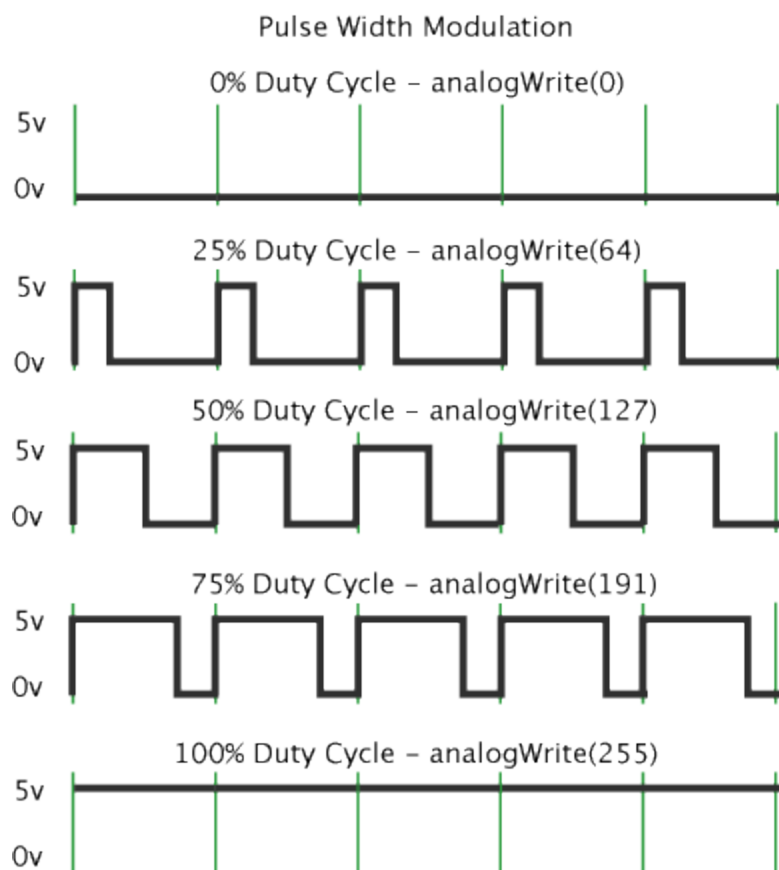 Pulse Width Modulation
0% Duty Cycle – analogWrite(0)
5v
0v
25% Duty Cycle – analogWrite(64)
5v
0v
50% Duty Cycle – analogWrite(127)
5v
0v
75% Duty Cycle – analogWrite(191)
5v
0v
100% Duty Cycle – analogWrite(255)
5v
0v